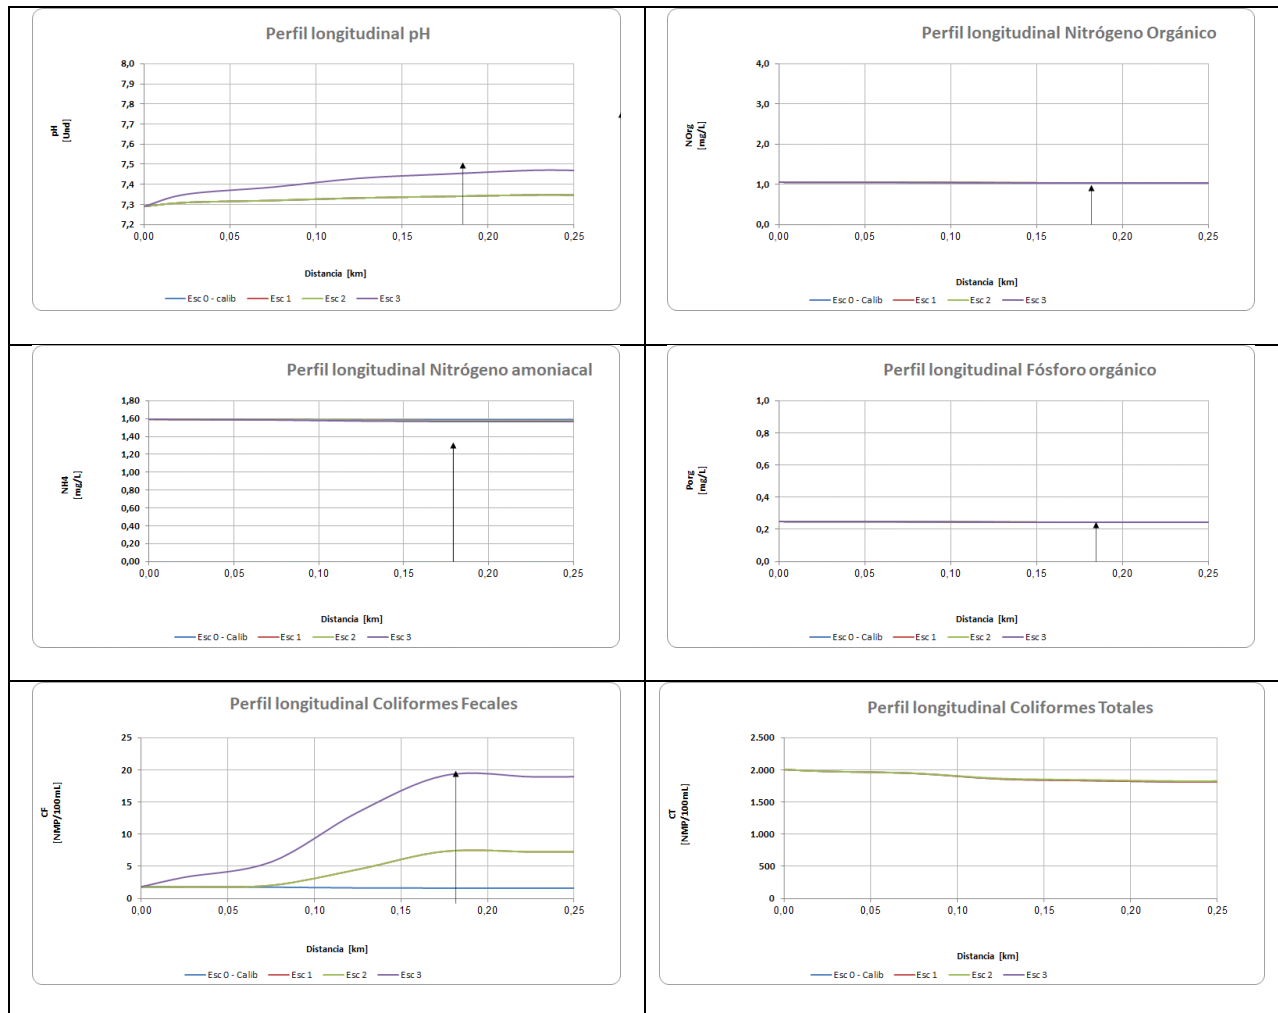 Perfil longitudinal pH
8,0
7,9
7,8
7,7
7,6
7,5
7,4
7,3
7,2
pH
[Und]
0,00 0,05 0,10 0,15 0,20 0,25
Distancia [km]
Esc 0 - calib Esc 1 Esc 2 Esc 3
Perfil longitudinal Nitrógeno Orgánico
4,0
3,0
2,0
1,0
0,0
NOrg
[mg/L]
0,00 0,05 0,10 0,15 0,20 0,25
Distancia [km]
Esc 0 - Calib Esc 1 Esc 2 Esc 3
Perfil longitudinal Nitrógeno amoniacal
1,80
1,60
1,40
1,20
1,00
0,80
0,60
0,40
0,20
0,00
NH4
[mg/L]
0,00 0,05 0,10 0,15 0,20 0,25
Distancia [km]
Esc 0 - Calib Esc 1 Esc 2 Esc 3
Perfil longitudinal Fósforo orgánico
1,0
0,8
0,6
0,4
0,2
0,0
Porg
[mg/L]
0,00 0,05 0,10 0,15 0,20 0,25
Distancia [km]
Esc 0 - Calib Esc 1 Esc 2 Esc 3
Perfil longitudinal Coliformes Fecales
25
20
15
10
5
0
CF
[NMP/100mL]
0,00 0,05 0,10 0,15 0,20 0,25
Distancia [km]
Esc 0 - Calib Esc 1 Esc 2 Esc 3
Perfil longitudinal Coliformes Totales
2.500
2.000
1.500
1.000
500
0
CT
[NMP/100mL]
0,00 0,05 0,10 0,15 0,20 0,25
Distancia [km]
Esc 0 - Calib Esc 1 Esc 2 Esc 3